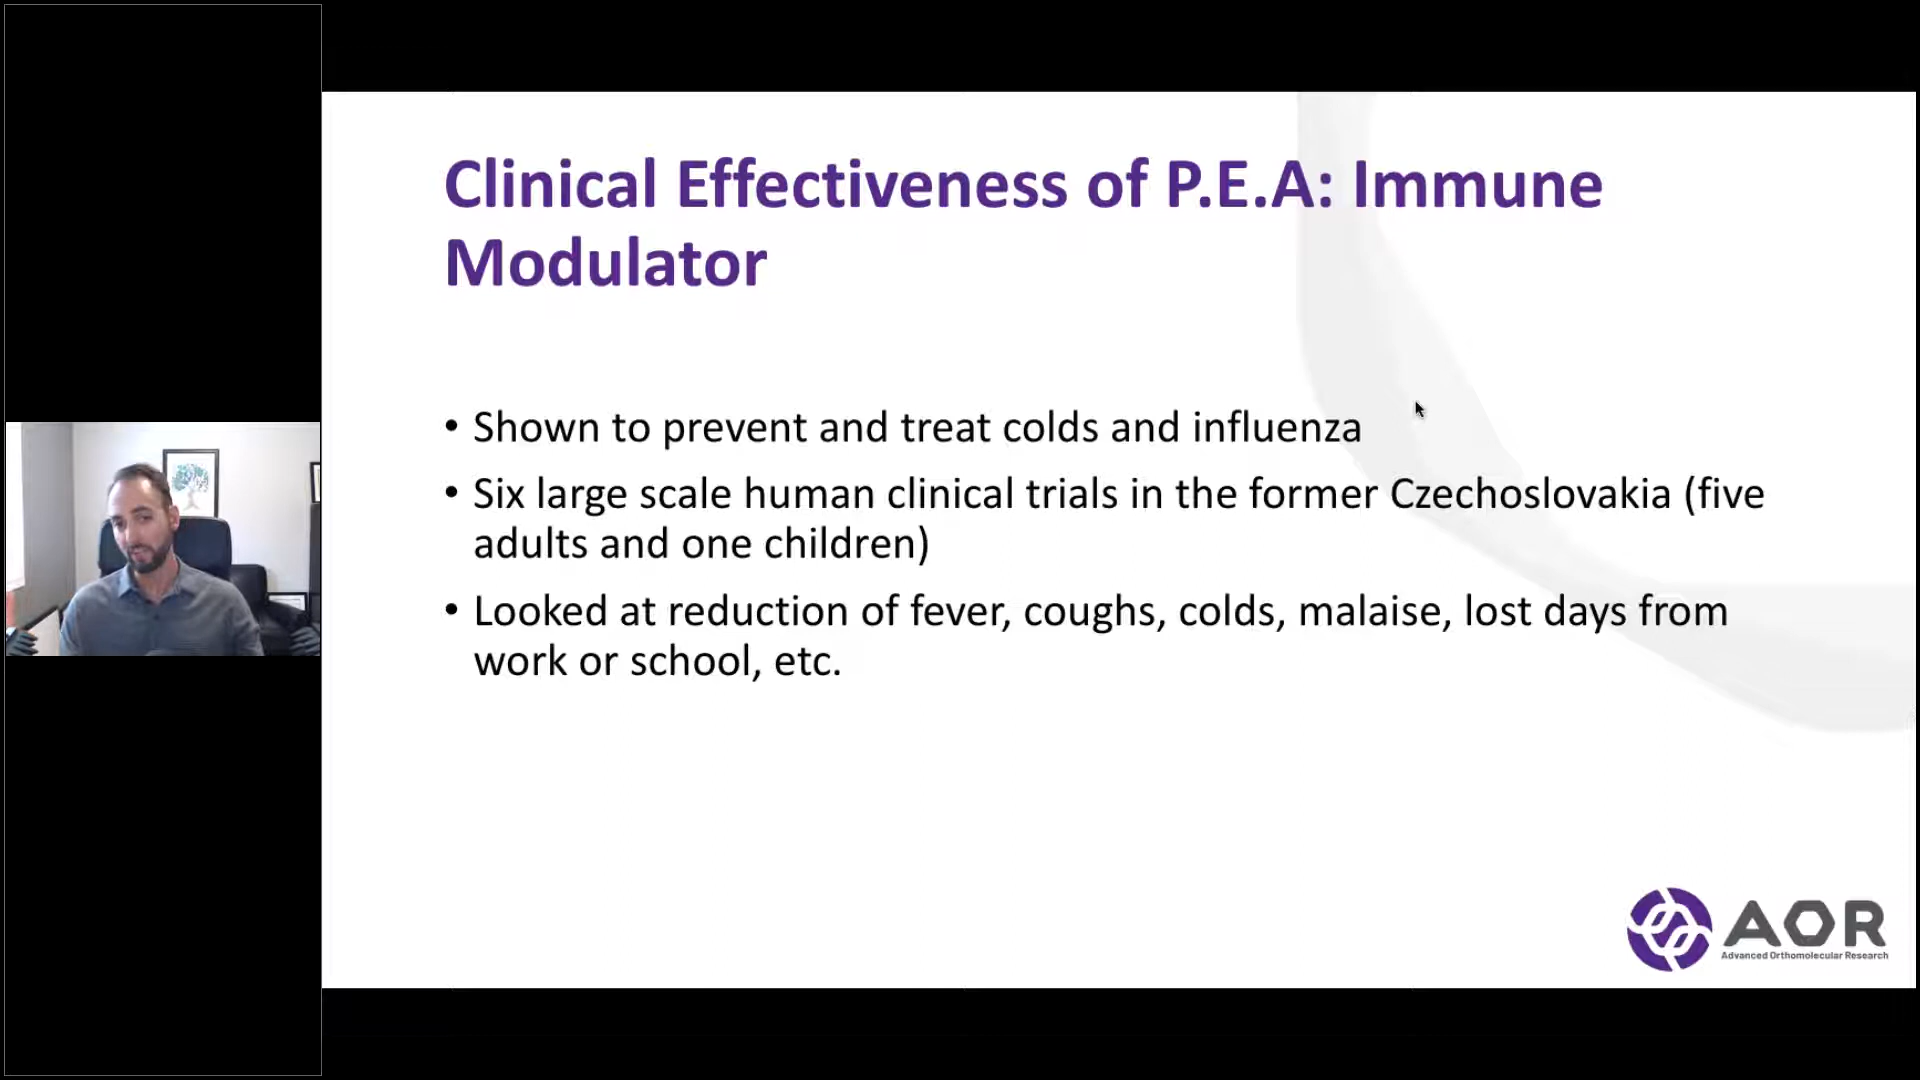 Clinical Effectiveness of P.E.A: Immune
Modulator
• Shown to prevent and treat colds and influenza
• Six large scale human clinical trials in the former Czechoslovakia (five
adults and one children)
• Looked at reduction of fever, coughs, colds, malaise, lost days from
work or school, etc.
AOR
Advanced Orthomolecular Research